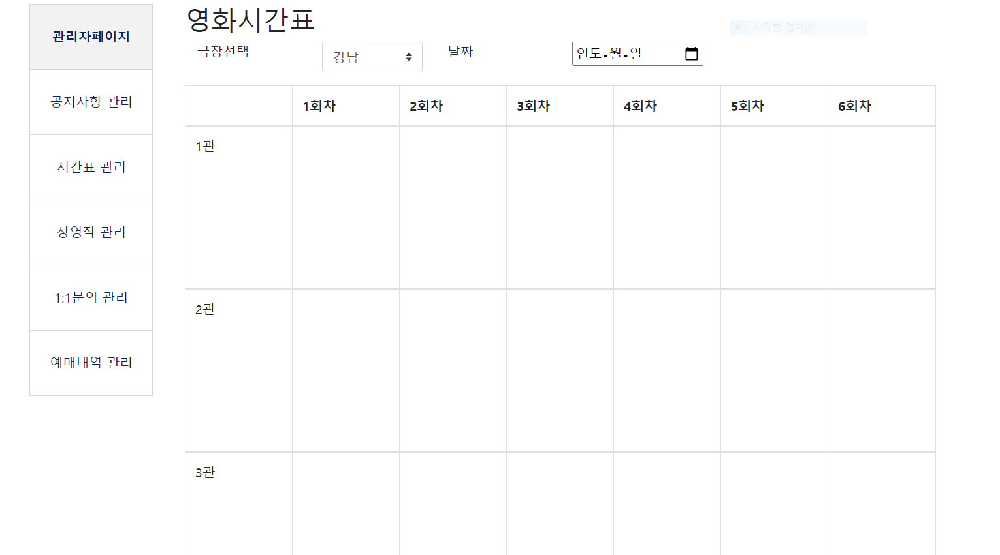 관리자페이지
공지사항 관리
시간표 관리
상영작 관리
1:1문의 관리
예매내역 관리
영화시간표
극장선택 강남 날짜 연도-월-일
사각형 캡처(R)
1회차 2회차 3회차 4회차 5회차 6회차
1관
2관
3관